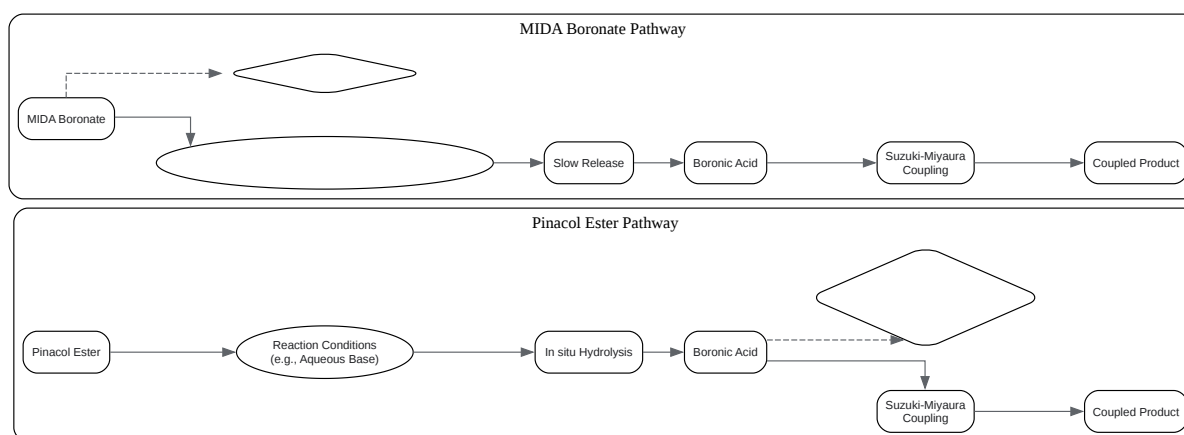 MIDA Boronate Pathway
MIDA Boronate
Slow Release
Boronic Acid
Suzuki-Miyaura
Coupling
Coupled Product
Pinacol Ester Pathway
Pinacol Ester
Reaction Conditions
(e.g., Aqueous Base)
In situ Hydrolysis
Boronic Acid
Suzuki-Miyaura
Coupling
Coupled Product